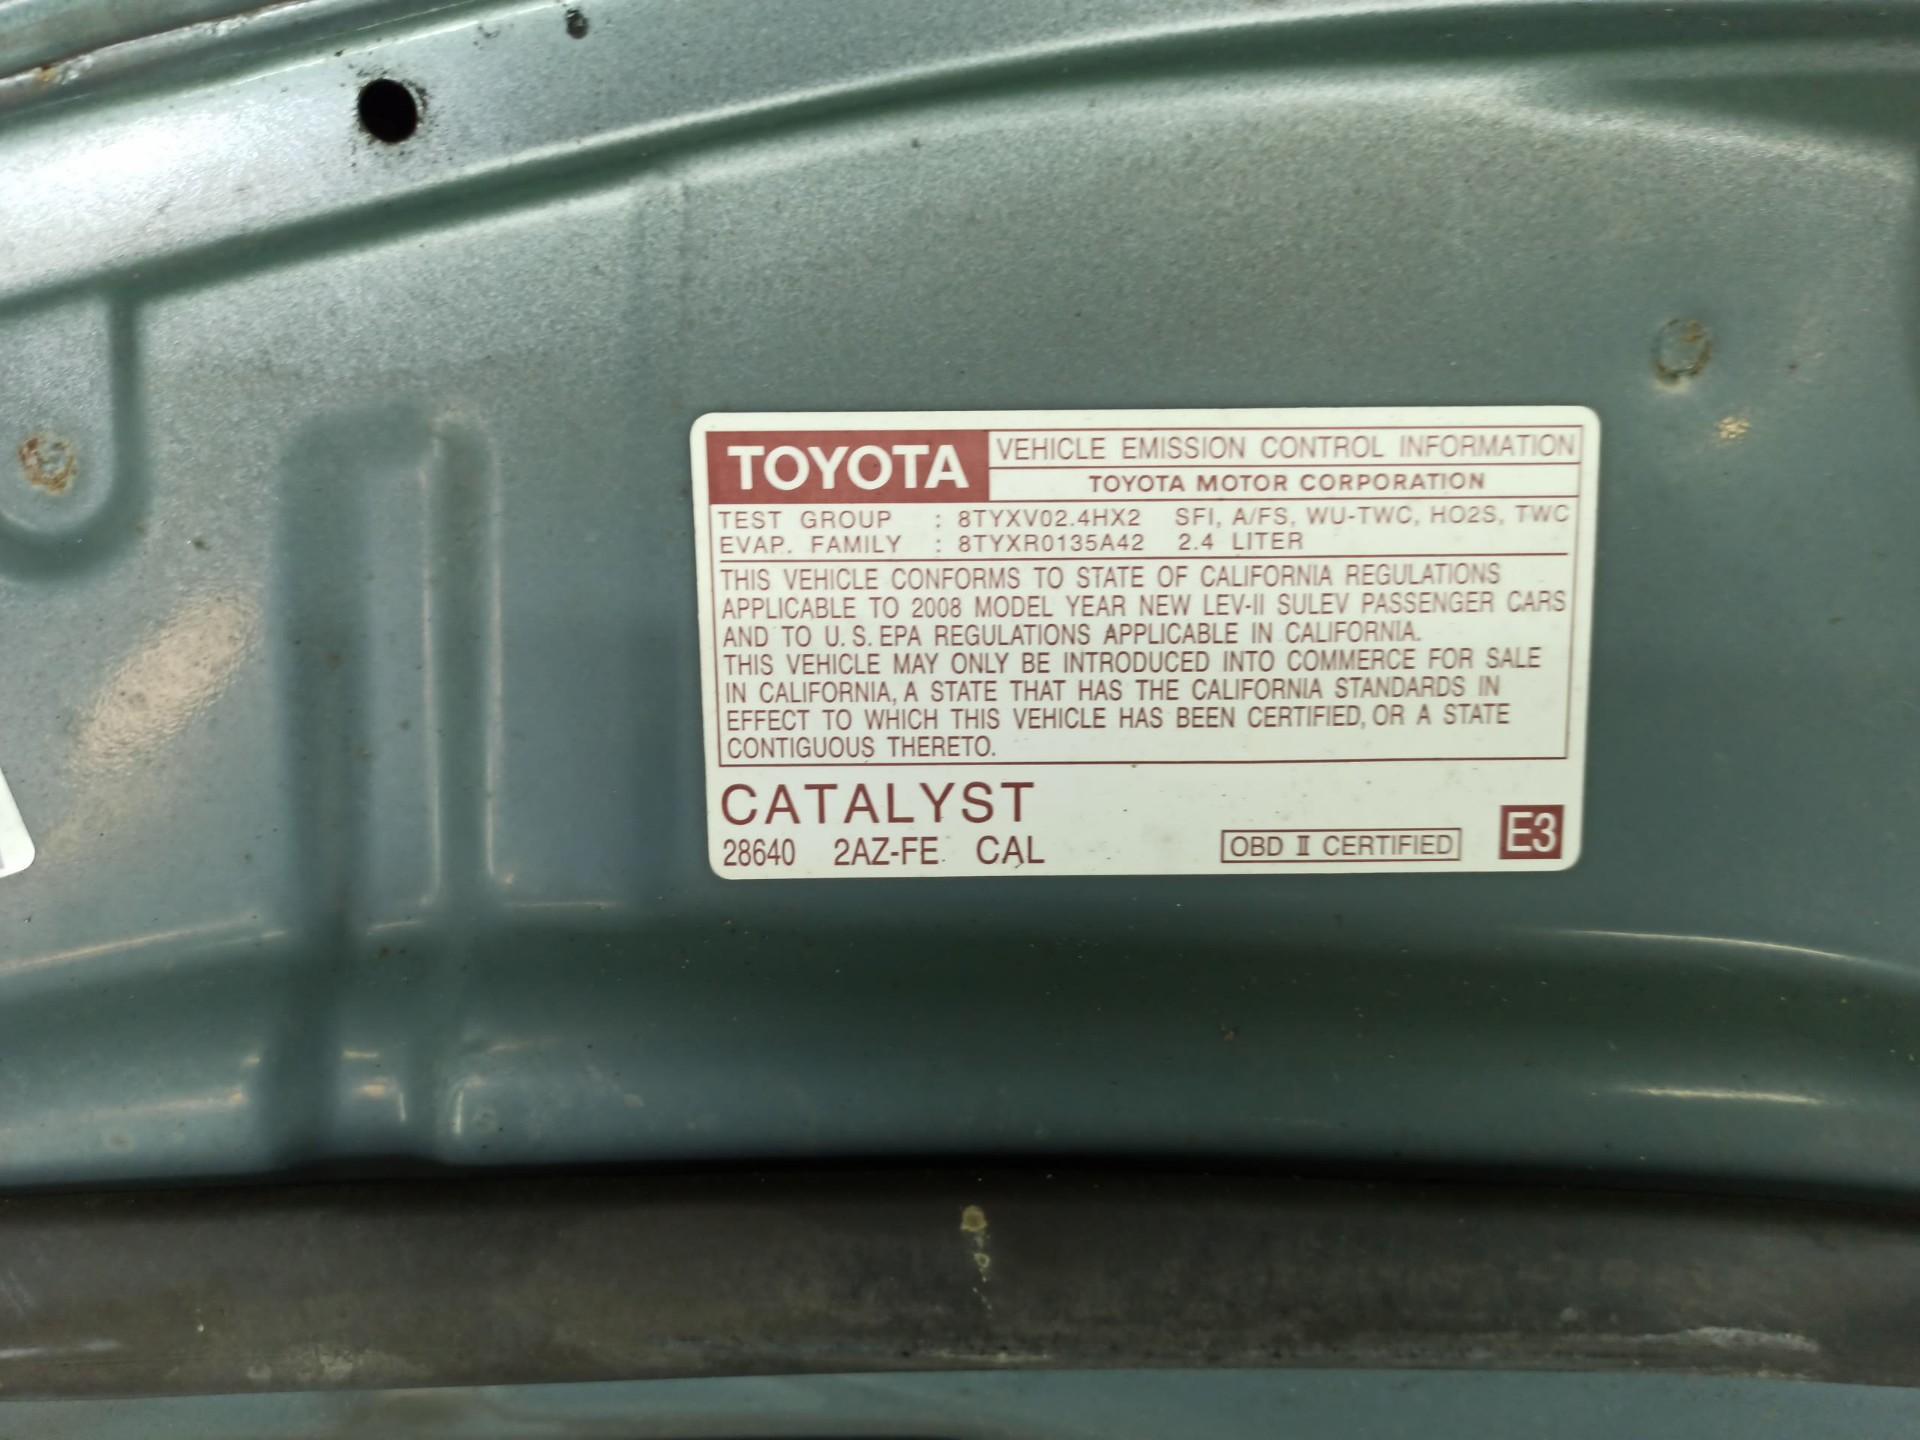 TOYOTA VEHICLE EMISSION CONTROL INFORMATION
TOYOTA MOTOR CORPORATION
TEST GROUP : 8TYXV02.4HX2 SFI, A/FS, WU-TWC, HO2S, TWC
EVAP. FAMILY : 8TYXR0135A42 2.4 LITER
THIS VEHICLE CONFORMS TO STATE OF CALIFORNIA REGULATIONS
APPLICABLE TO 2008 MODEL YEAR NEW LEV-II SULEV PASSENGER CARS
AND TO U.S. EPA REGULATIONS APPLICABLE IN CALIFORNIA.
THIS VEHICLE MAY ONLY BE INTRODUCED INTO COMMERCE FOR SALE
IN CALIFORNIA, A STATE THAT HAS THE CALIFORNIA STANDARDS IN
EFFECT TO WHICH THIS VEHICLE HAS BEEN CERTIFIED, OR A STATE
CONTIGUOUS THERETO.
CATALYST
28640 2AZ-FE CAL OBD II CERTIFIED E3